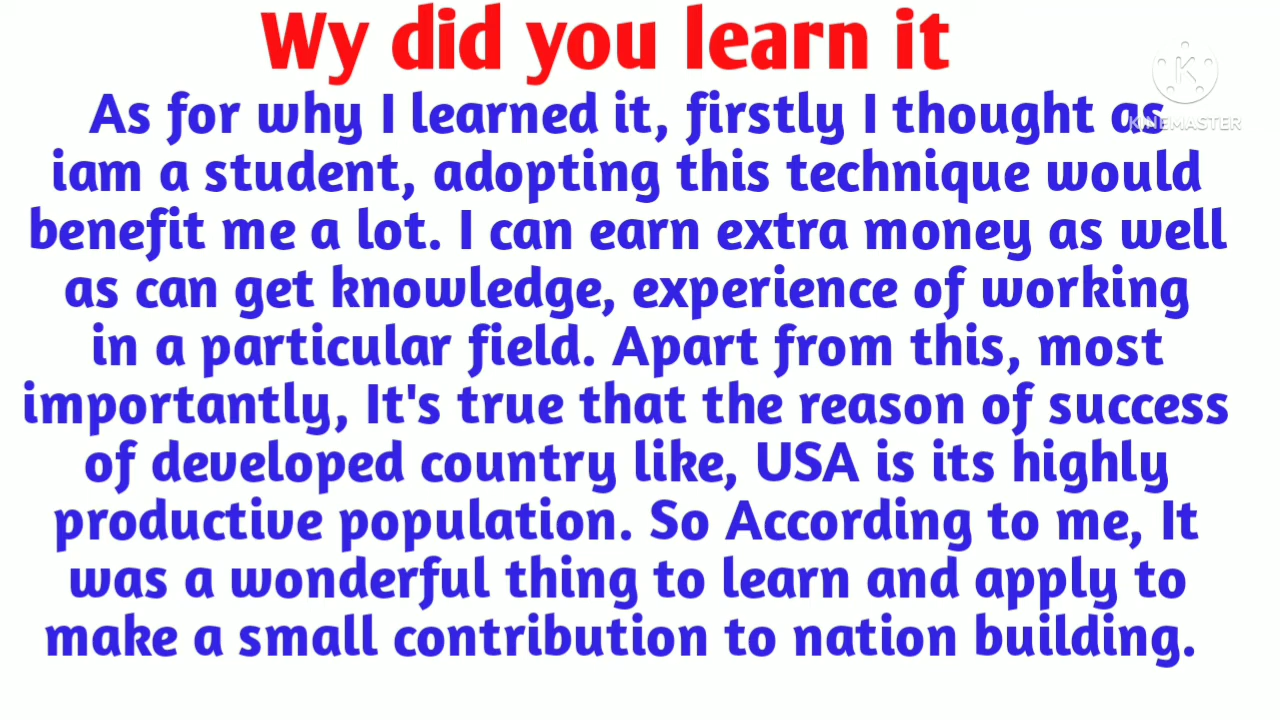 Wy did you learn it
As for why I learned it, firstly I thought as
KINEMASTER
iam a student, adopting this technique would
benefit me a lot. I can earn extra money as well
as can get knowledge, experience of working
in a particular field. Apart from this, most
importantly, It's true that the reason of success
of developed country like, USA is its highly
productive population. So According to me, It
was a wonderful thing to learn and apply to
make a small contribution to nation building.